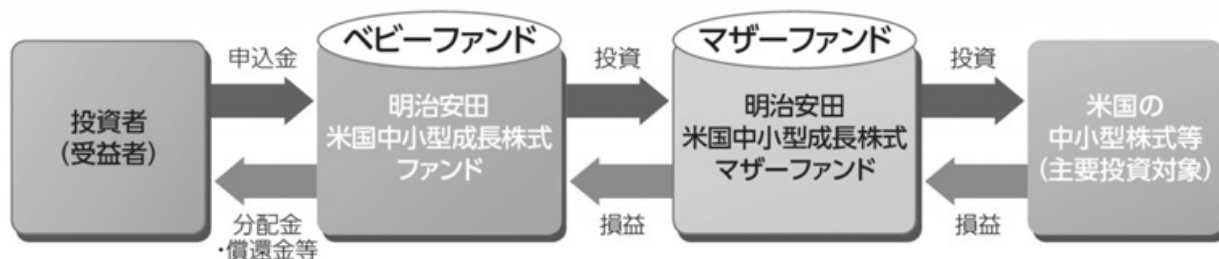 投資者
(受益者)
申込金
分配金
・償還金等
ベビーファンド
明治安田
米国中小型成長株式
ファンド
投資
損益
マザーファンド
明治安田
米国中小型成長株式
マザーファンド
投資
損益
米国の
中小型株式等
(主要投資対象)